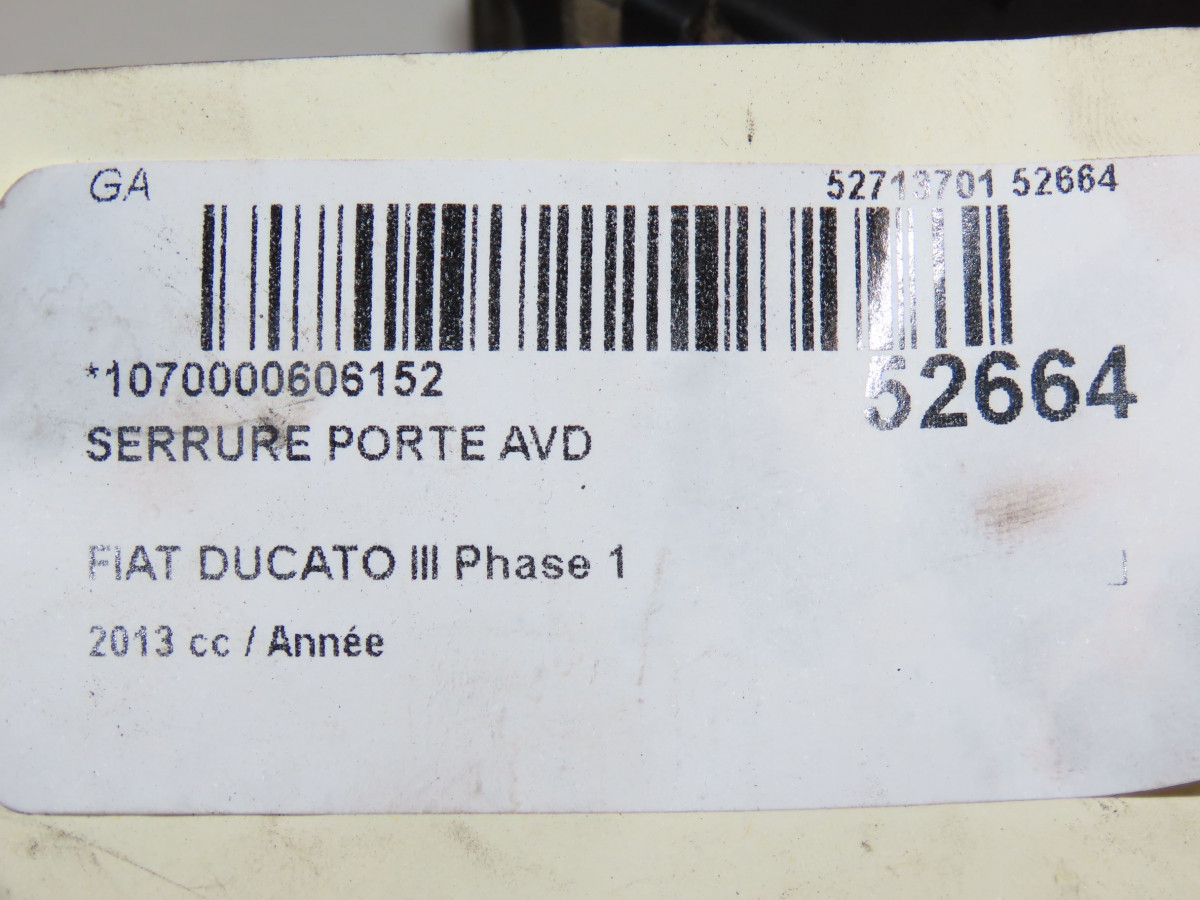 GA
52713701 52664
*1070000606152
52664
SERRURE PORTE AVD
FIAT DUCATO III Phase 1
2013 cc / Année